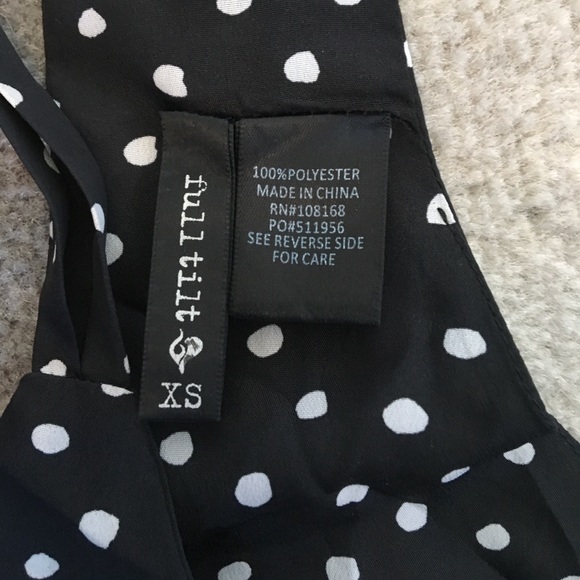 full tilt
XS
100%POLYESTER
MADE IN CHINA
RN#108168
PO#511956
SEE REVERSE SIDE
FOR CARE